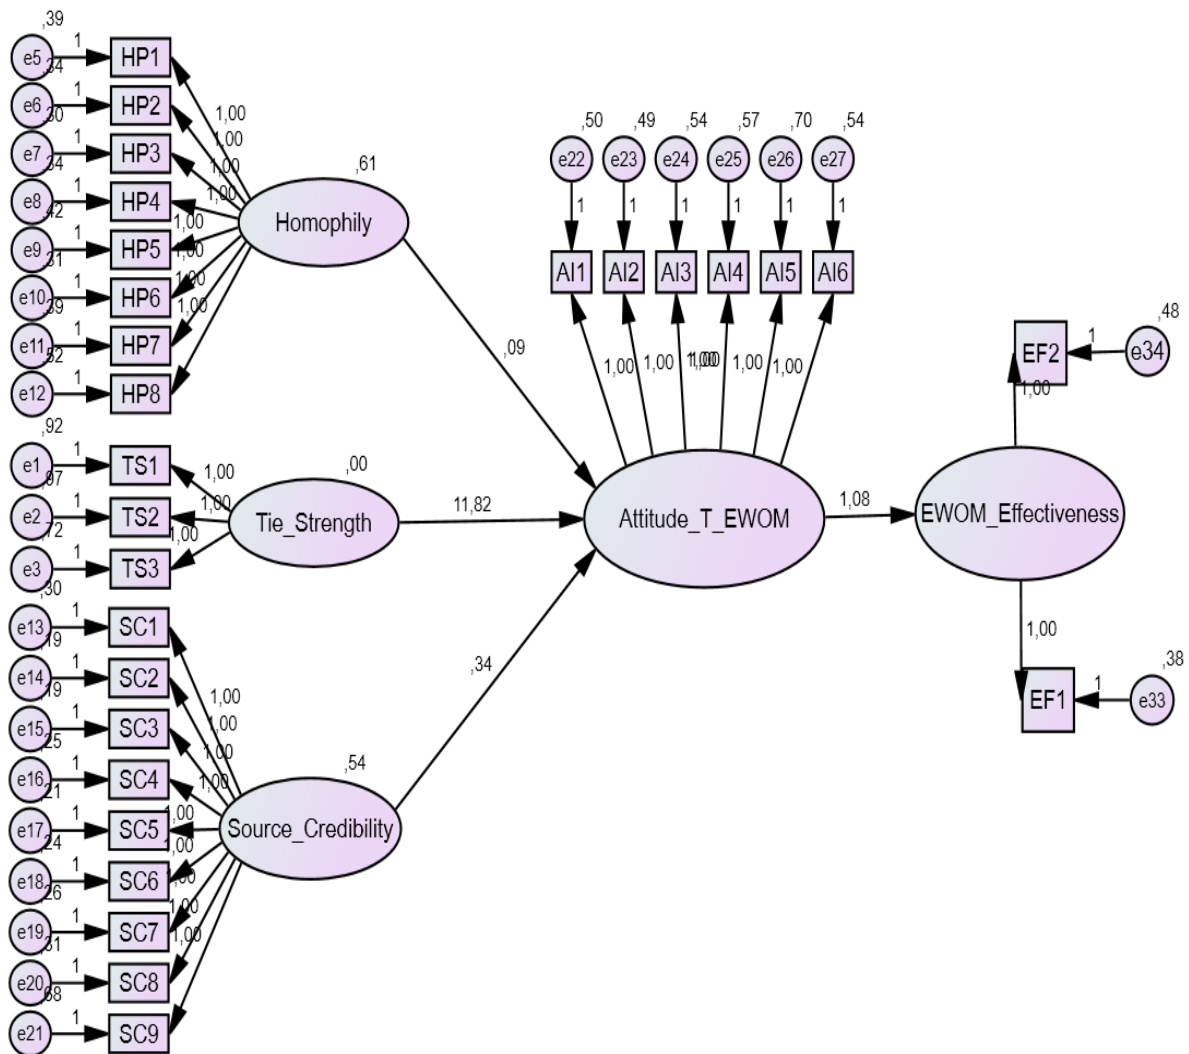 ,39
e5 1 HP1
,34
e6 1 HP2
,30
e7 1 HP3
,34
e8 1 HP4
,42
e9 1 HP5
,31
e10 1 HP6
,39
e11 1 HP7
,52
e12 1 HP8
1,00
1,00
1,00
1,00
1,00
1,00
1,00
1,00
,61
Homophily
,92
e1 1 TS1
,97
e2 1 TS2
,72
e3 1 TS3
1,00
1,00
1,00
,00
Tie_Strength
,30
e13 1 SC1
,19
e14 1 SC2
,19
e15 1 SC3
,25
e16 1 SC4
,21
e17 1 SC5
,24
e18 1 SC6
,26
e19 1 SC7
,31
e20 1 SC8
,68
e21 1 SC9
1,00
1,00
1,00
1,00
1,00
1,00
1,00
1,00
1,00
,54
Source_Credibility
,09
11,82
,34
,50 ,49 ,54 ,57 ,70 ,54
e22 e23 e24 e25 e26 e27
1 1 1 1 1 1
AI1 AI2 AI3 AI4 AI5 AI6
1,00 1,00 1,00 1,00 1,00 1,00
Attitude_T_EWOM
1,08
EWOM_Effectiveness
,48
EF2 1 e34
1,00
1,00
,38
EF1 1 e33